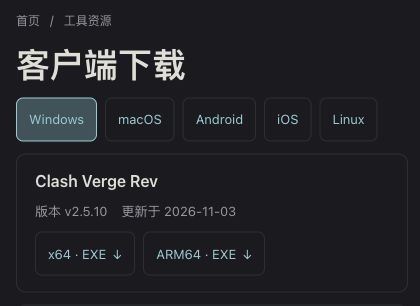 首页 / 工具资源
客户端下载
Windows macOS Android iOS Linux
Clash Verge Rev
版本 v2.5.10 更新于 2026-11-03
x64 · EXE ↓ ARM64 · EXE ↓